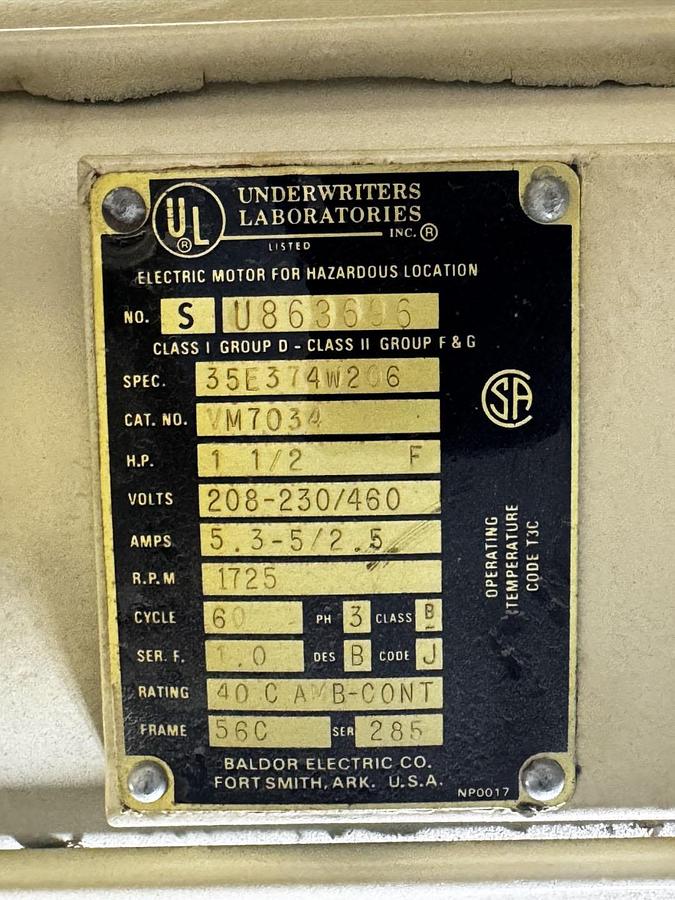 UL ®
UNDERWRITERS
LABORATORIES
INC. ®
LISTED
ELECTRIC MOTOR FOR HAZARDOUS LOCATION
NO. S U863696
CLASS I GROUP D - CLASS II GROUP F & G
SPEC. 35E374W206
CAT. NO. VM7034
H.P. 1 1/2 F
VOLTS 208-230/460
AMPS 5.3-5/2.5
R.P.M 1725
CYCLE 60 PH 3 CLASS B
SER. F. 1.0 DES B CODE J
RATING 40 C AMB-CONT
FRAME 56C SER 285
BALDOR ELECTRIC CO.
FORT SMITH, ARK. U.S.A.
NP0017
SA
OPERATING
TEMPERATURE
CODE T3C